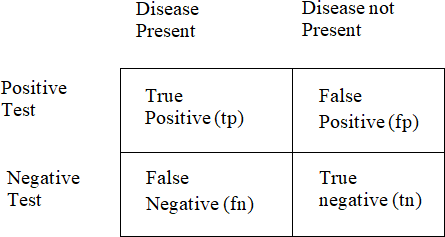 Disease
Present
Disease not
Present
Positive
Test
True
Positive (tp)
False
Positive (fp)
Negative
Test
False
Negative (fn)
True
negative (tn)